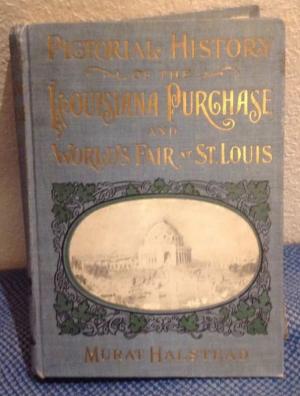 PICTORIAL HISTORY
OF THE
LOUISIANA PURCHASE
AND
WORLD'S FAIR AT ST. LOUIS
MURAT HALSTEAD